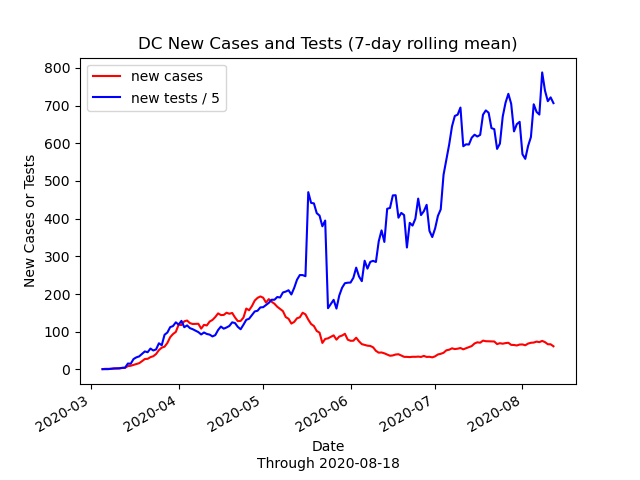 DC New Cases and Tests (7-day rolling mean)
new cases
new tests / 5
800
700
600
500
400
300
200
100
0
New Cases or Tests
2020-03
2020-04
2020-05
2020-06
2020-07
2020-08
Date
Through 2020-08-18